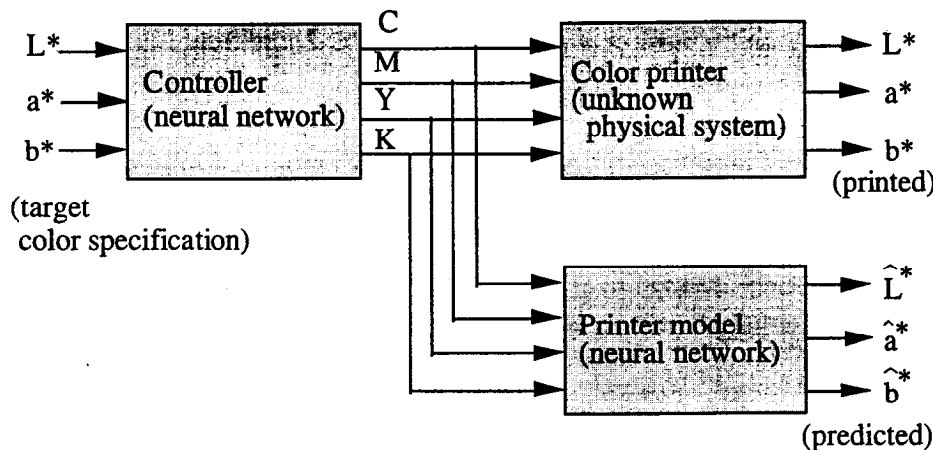 L*
a*
b*
(target
color specification)
Controller
(neural network)
C
M
Y
K
Color printer
(unknown
physical system)
L*
a*
b*
(printed)
Printer model
(neural network)
L̂*
â*
b̂*
(predicted)